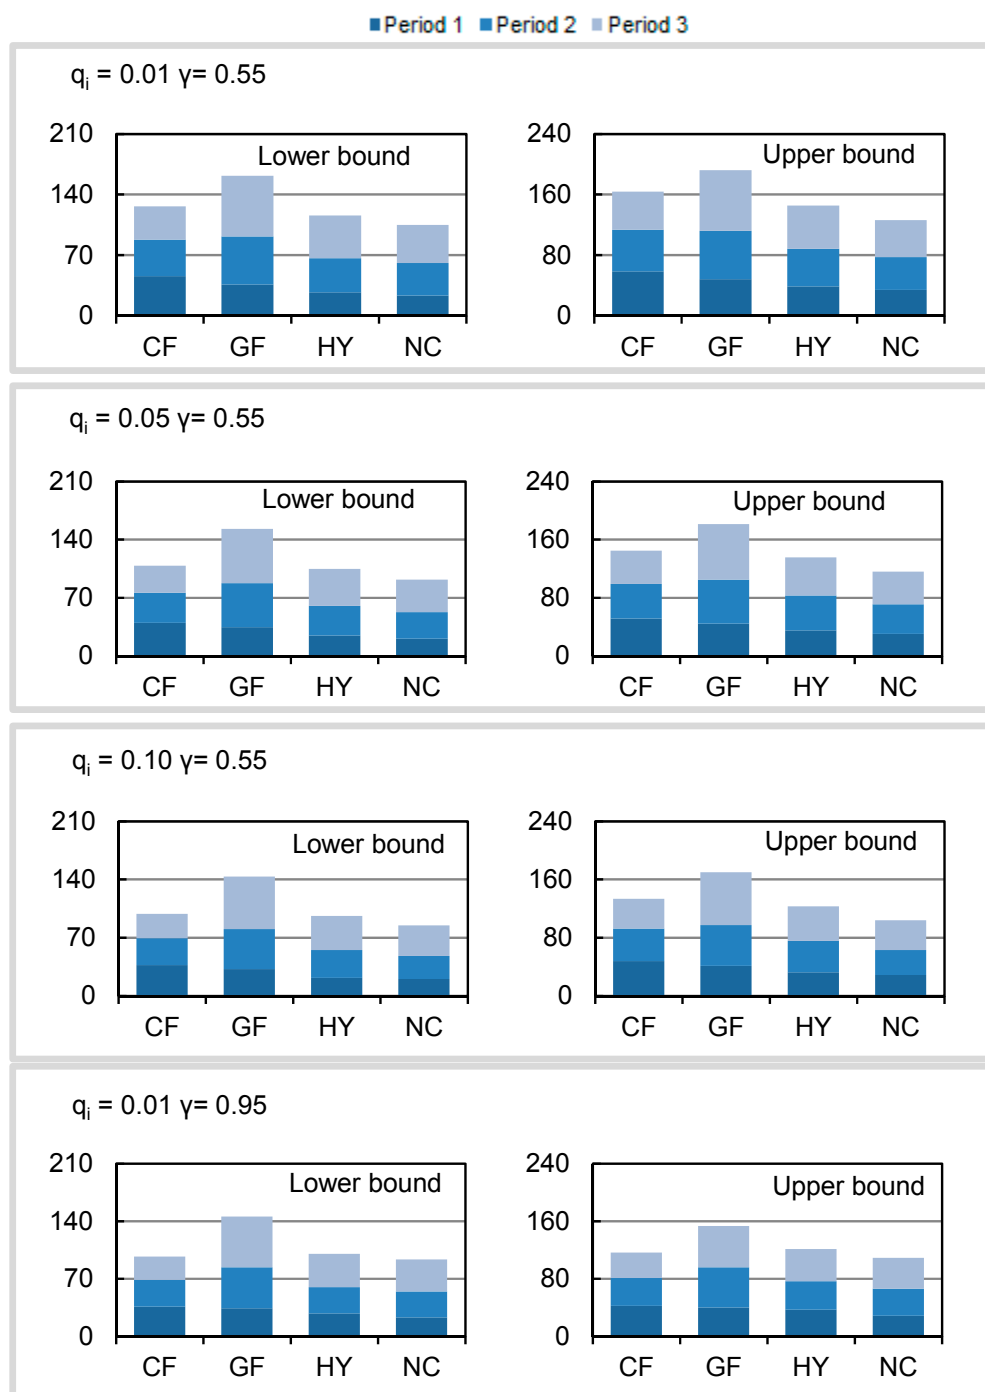 Period 1 Period 2 Period 3
qi = 0.01 γ= 0.55
Lower bound
210
140
70
0
CF GF HY NC
Upper bound
240
160
80
0
CF GF HY NC
qi = 0.05 γ= 0.55
Lower bound
210
140
70
0
CF GF HY NC
Upper bound
240
160
80
0
CF GF HY NC
qi = 0.10 γ= 0.55
Lower bound
210
140
70
0
CF GF HY NC
Upper bound
240
160
80
0
CF GF HY NC
qi = 0.01 γ= 0.95
Lower bound
210
140
70
0
CF GF HY NC
Upper bound
240
160
80
0
CF GF HY NC